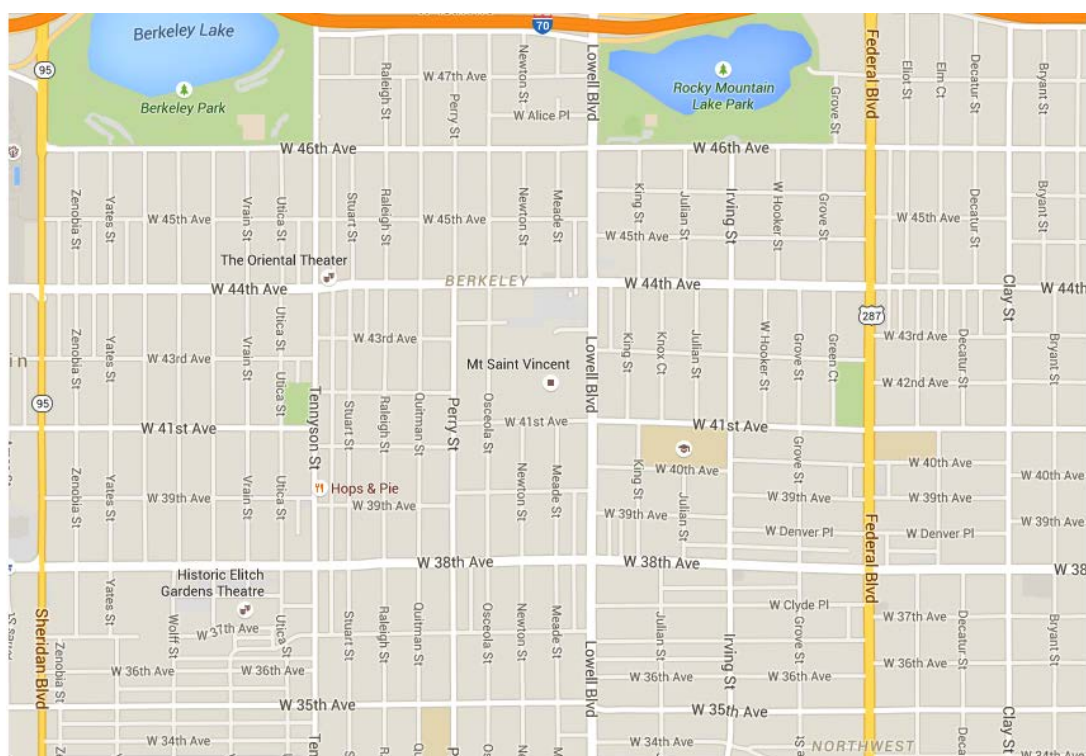 70
Berkeley Lake
95
Berkeley Park
Raleigh St
W 47th Ave
Perry St
Newton St
W Alice Pl
Lowell Blvd
Rocky Mountain
Lake Park
Grove St
Federal Blvd
Eliot St
Elm Ct
Decatur St
Bryant St
W 46th Ave
W 46th Ave
Zenobia St
Yates St
W 45th Ave
Vrain St
Utica St
Stuart St
Raleigh St
W 45th Ave
Newton St
Meade St
King St
Julian St
W 45th Ave
Irving St
W Hooker St
Grove St
W 45th Ave
Decatur St
Bryant St
The Oriental Theater
BERKELEY
W 44th Ave
W 44th Ave
W 44th
Clay St
287
Zenobia St
Yates St
W 43rd Ave
Vrain St
Utica St
Utica St
W 43rd Ave
Mt Saint Vincent
Lowell Blvd
King St
Knox Ct
Julian St
W Hooker St
Grove St
Green Ct
W 43rd Ave
Decatur St
W 42nd Ave
Bryant St
in
95
Tennyson St
Stuart St
Raleigh St
Quitman St
Perry St
Osceola St
W 41st Ave
W 41st Ave
W 41st Ave
Zenobia St
Yates St
W 39th Ave
Vrain St
Utica St
Hops & Pie
W 39th Ave
Newton St
Meade St
King St
W 40th Ave
Julian St
W 39th Ave
Grove St
W 39th Ave
W Denver Pl
W 40th Ave
W 39th Ave
W Denver Pl
W 40th Ave
W 39th Ave
Federal Blvd
W 38th Ave
W 38th Ave
W 38
Historic Elitch
Gardens Theatre
Sheridan Blvd
Yates St
Wolff St
W 37th Ave
Utica St
Stuart St
Raleigh St
Quitman St
Osceola St
Newton St
Meade St
Lowell Blvd
Julian St
W Clyde Pl
Grove St
Irving St
W 37th Ave
Decatur St
Bryant St
Zenobia St
W 36th Ave
W 36th Ave
W 36th Ave
W 36th Ave
W 36th Ave
W 35th Ave
W 35th Ave
Clay St
W 34th Ave
W 34th Ave
NORTHWEST
W 34th Ave